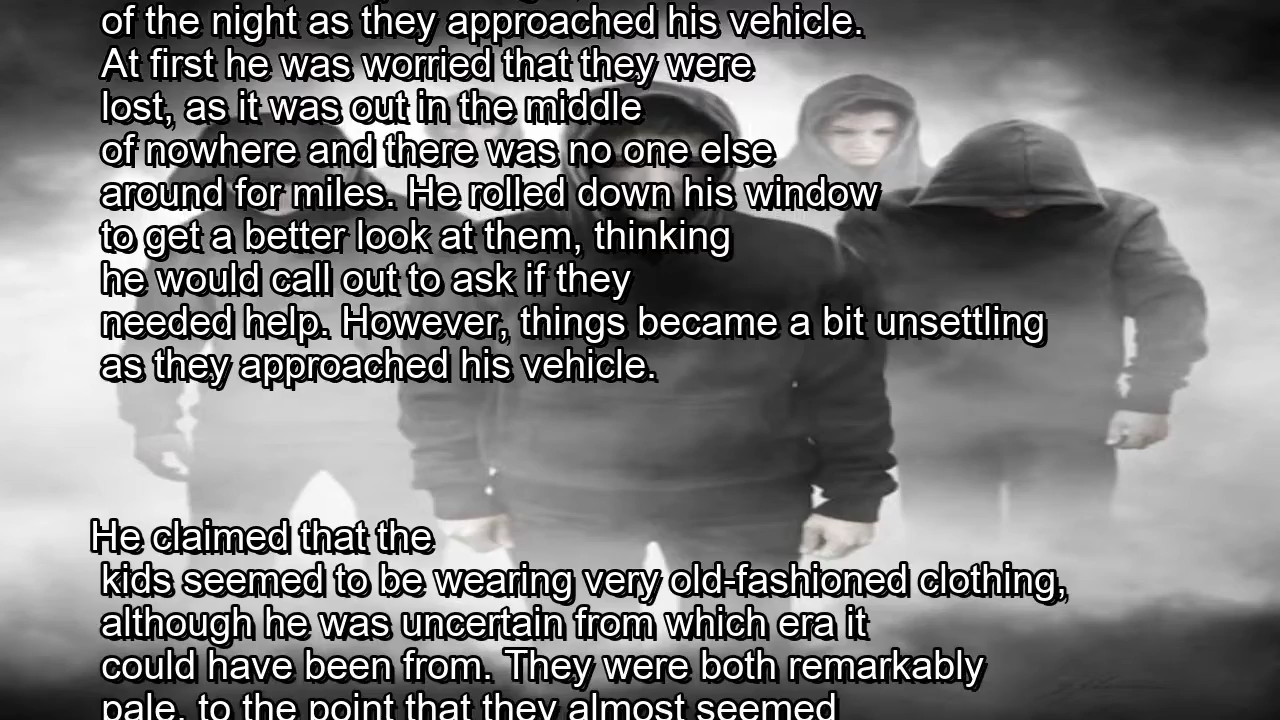 of the night as they approached his vehicle.
At first he was worried that they were
lost, as it was out in the middle
of nowhere and there was no one else
around for miles. He rolled down his window
to get a better look at them, thinking
he would call out to ask if they
needed help. However, things became a bit unsettling
as they approached his vehicle.
He claimed that the
kids seemed to be wearing very old-fashioned clothing,
although he was uncertain from which era it
could have been from. They were both remarkably
pale, to the point that they almost seemed